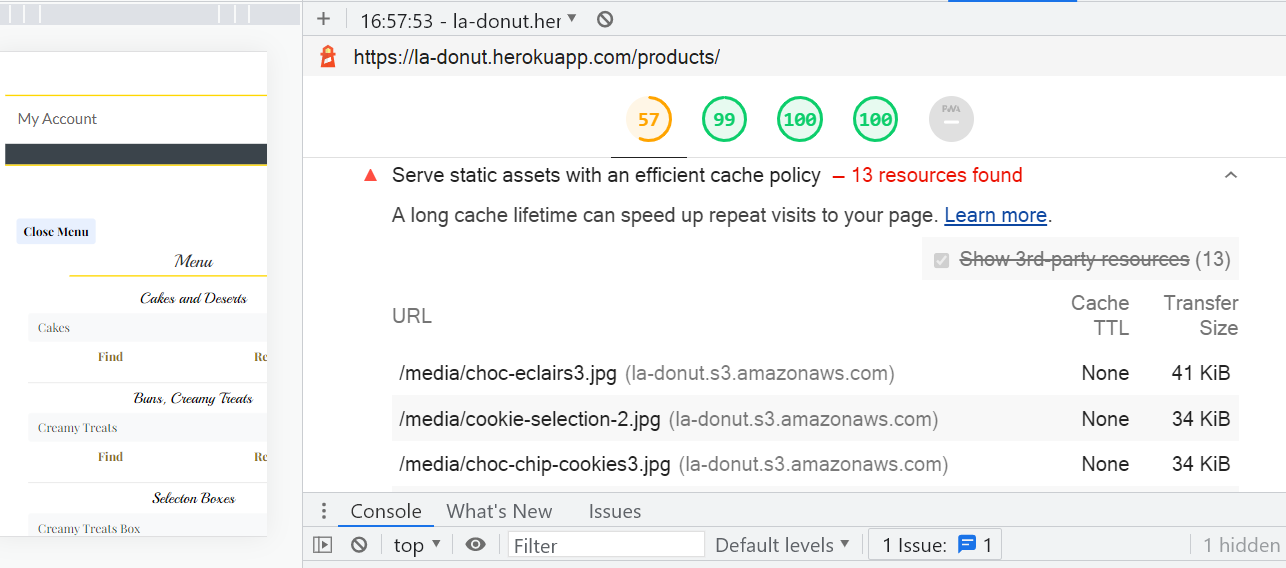 16:57:53 - la-donut.her
https://la-donut.herokuapp.com/products/
57 99 100 100 PWA
My Account
Serve static assets with an efficient cache policy – 13 resources found
A long cache lifetime can speed up repeat visits to your page. Learn more.
Close Menu
Show 3rd-party resources (13)
Menu
Cakes and Deserts
Cakes
Find Re
Buns, Creamy Treats
Creamy Treats
Find Re
Selecton Boxes
Creamy Treats Box
URL Cache TTL Transfer Size
/media/choc-eclairs3.jpg (la-donut.s3.amazonaws.com) None 41 KiB
/media/cookie-selection-2.jpg (la-donut.s3.amazonaws.com) None 34 KiB
/media/choc-chip-cookies3.jpg (la-donut.s3.amazonaws.com) None 34 KiB
Console What's New Issues
top Filter Default levels 1 Issue: 1 1 hidden